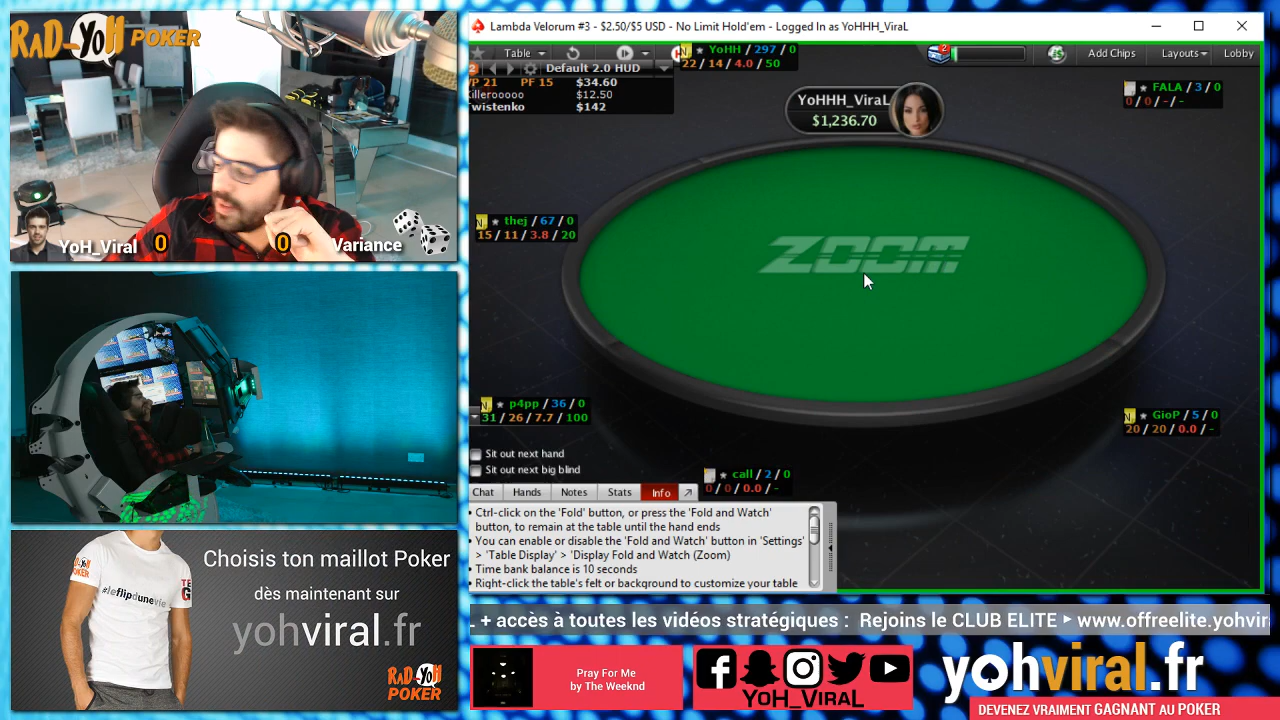 RAD-YOH POKER
YoH_Viral 0
0 Variance
Choisis ton maillot Poker
dès maintenant sur
yohviral.fr
#leflipdunevie
RAD-YOH
POKER
Lambda Velorum #3 - $2.50/$5 USD - No Limit Hold'em - Logged In as YoHHH_ViraL
Table
Add Chips
Layouts
Lobby
YoHH / 297 / 0
22 / 14 / 4.0 / 50
Default 2.0 HUD
VP 21 PF 15 $34.60
Killerooooo $12.50
Twistenko $142
YoHHH_ViraL
$1,236.70
FALA / 3 / 0
0 / 0 / - / -
thej / 67 / 0
15 / 11 / 3.8 / 20
ZOOM
p4pp / 36 / 0
31 / 26 / 7.7 / 100
GioP / 5 / 0
20 / 20 / 0.0 / -
Sit out next hand
Sit out next big blind
call / 2 / 0
0 / 0 / 0.0 / -
Chat Hands Notes Stats Info
• Ctrl-click on the 'Fold' button, or press the 'Fold and Watch'
button, to remain at the table until the hand ends
• You can enable or disable the 'Fold and Watch' button in 'Settings'
> 'Table Display' > 'Display Fold and Watch (Zoom)
• Time bank balance is 10 seconds
• Right-click the table's felt or background to customize your table
+ accès à toutes les vidéos stratégiques : Rejoins le CLUB ELITE ► www.offreelite.yohvir
Pray For Me
by The Weeknd
YoH_ViraL
yohviral.fr
DEVENEZ VRAIMENT GAGNANT AU POKER